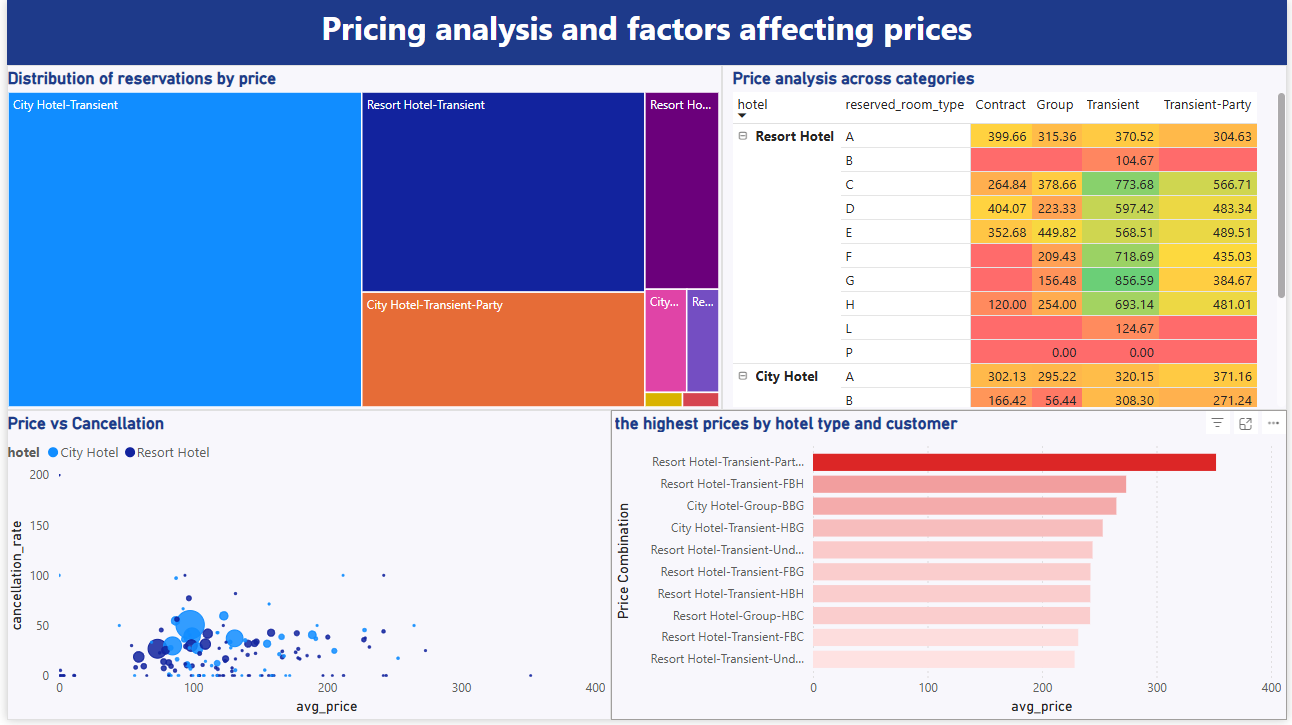 Pricing analysis and factors affecting prices
Distribution of reservations by price
City Hotel-Transient
Resort Hotel-Transient
Resort Ho...
City Hotel-Transient-Party
City...
Re...
Price analysis across categories
hotel reserved_room_type Contract Group Transient Transient-Party
Resort Hotel A 399.66 315.36 370.52 304.63
B 104.67
C 264.84 378.66 773.68 566.71
D 404.07 223.33 597.42 483.34
E 352.68 449.82 568.51 489.51
F 209.43 718.69 435.03
G 156.48 856.59 384.67
H 120.00 254.00 693.14 481.01
L 124.67
P 0.00 0.00
City Hotel A 302.13 295.22 320.15 371.16
B 166.42 56.44 308.30 271.24
Price vs Cancellation
hotel City Hotel Resort Hotel
cancellation_rate
200
150
100
50
0
0 100 200 300 400
avg_price
the highest prices by hotel type and customer
Price Combination
Resort Hotel-Transient-Part...
Resort Hotel-Transient-FBH
City Hotel-Group-BBG
City Hotel-Transient-HBG
Resort Hotel-Transient-Und...
Resort Hotel-Transient-FBG
Resort Hotel-Transient-HBH
Resort Hotel-Group-HBC
Resort Hotel-Transient-FBC
Resort Hotel-Transient-Und...
0 100 200 300 400
avg_price